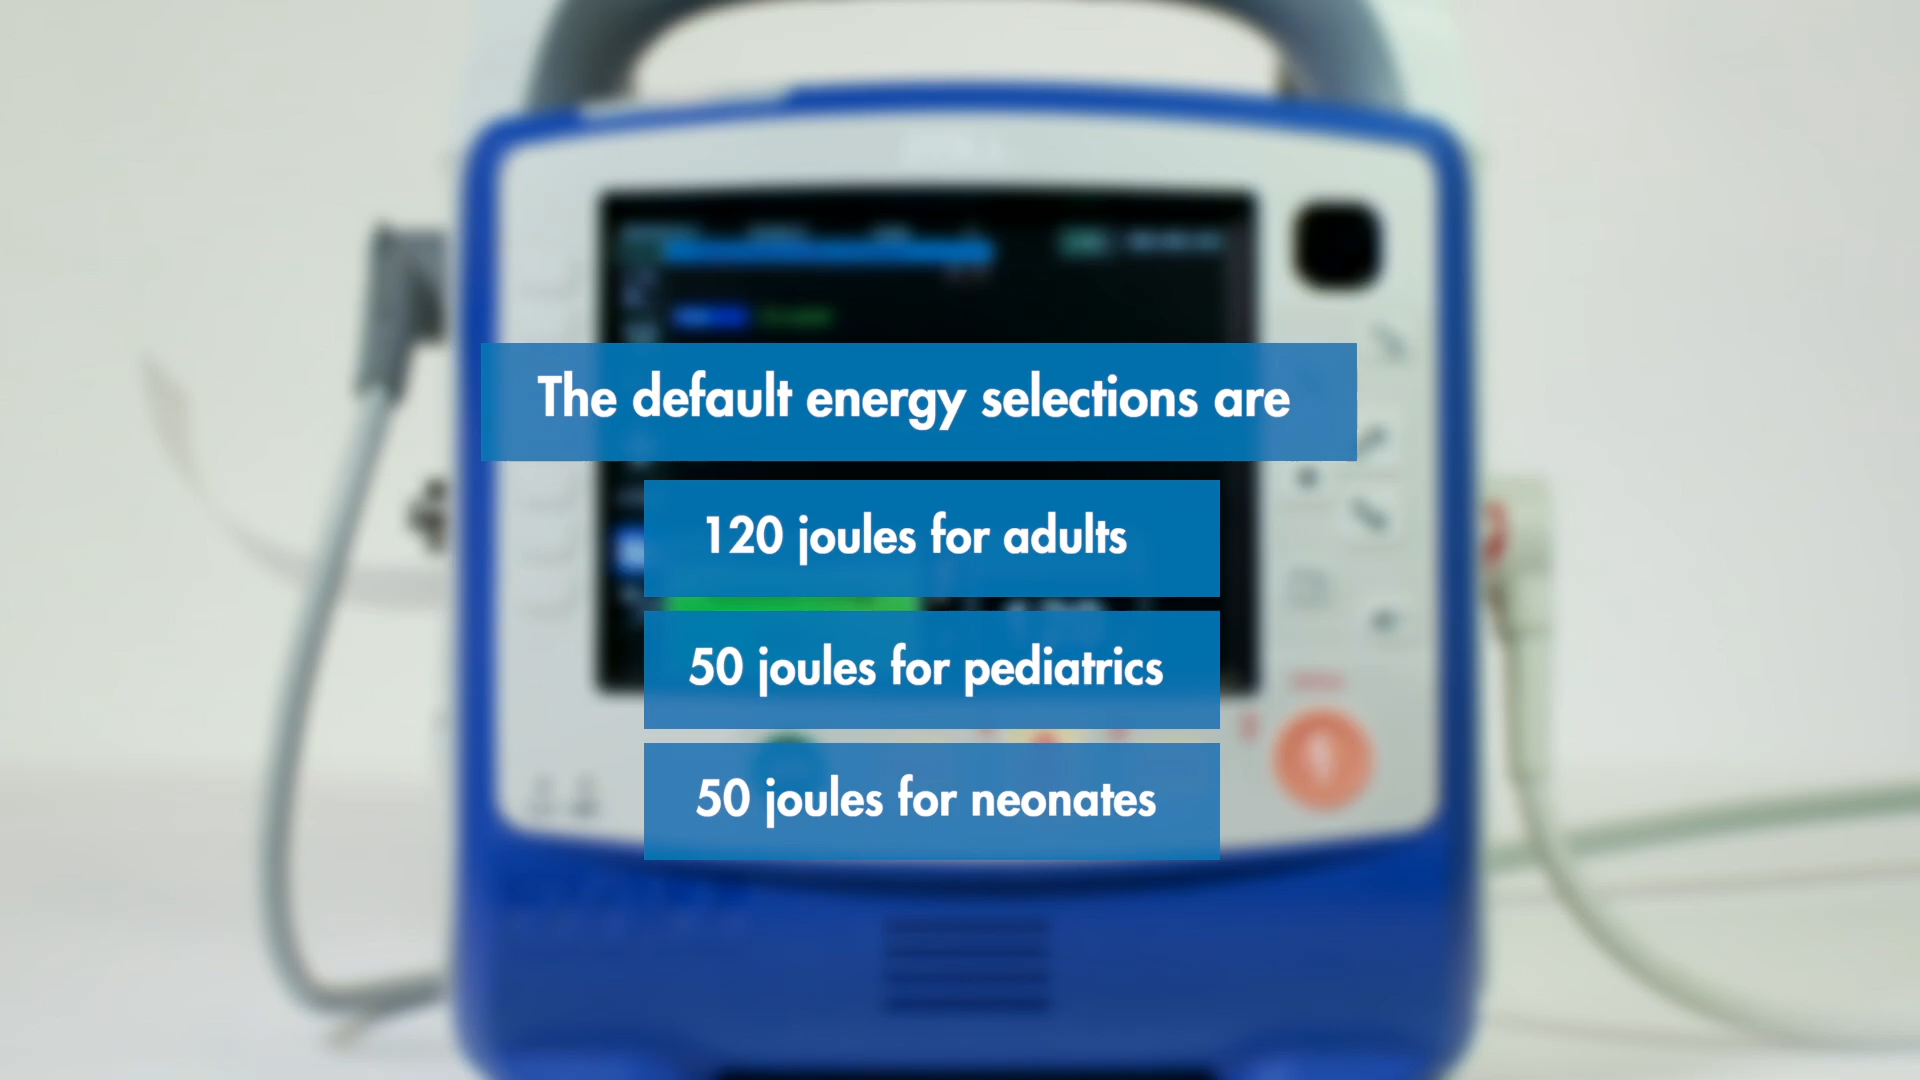 The default energy selections are
120 joules for adults
50 joules for pediatrics
50 joules for neonates